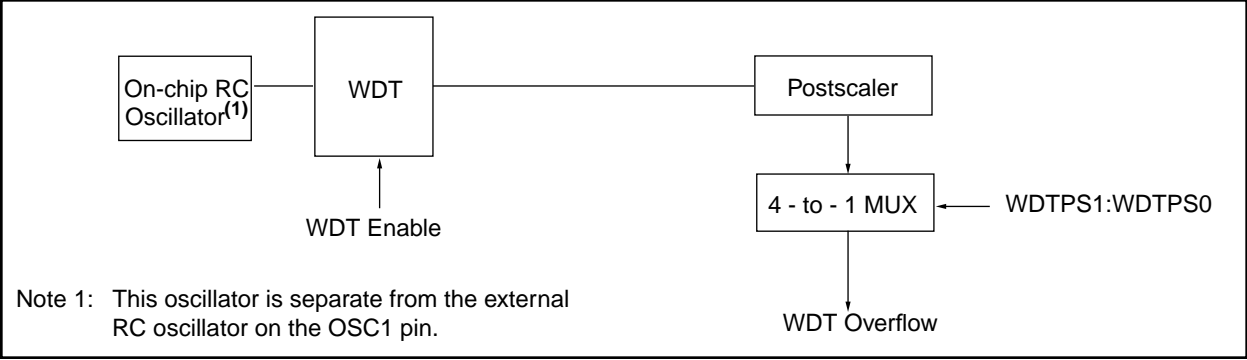 On-chip RC
Oscillator(1)
WDT
Postscaler
4 - to - 1 MUX
WDTPS1:WDTPS0
WDT Enable
Note 1: This oscillator is separate from the external
RC oscillator on the OSC1 pin.
WDT Overflow